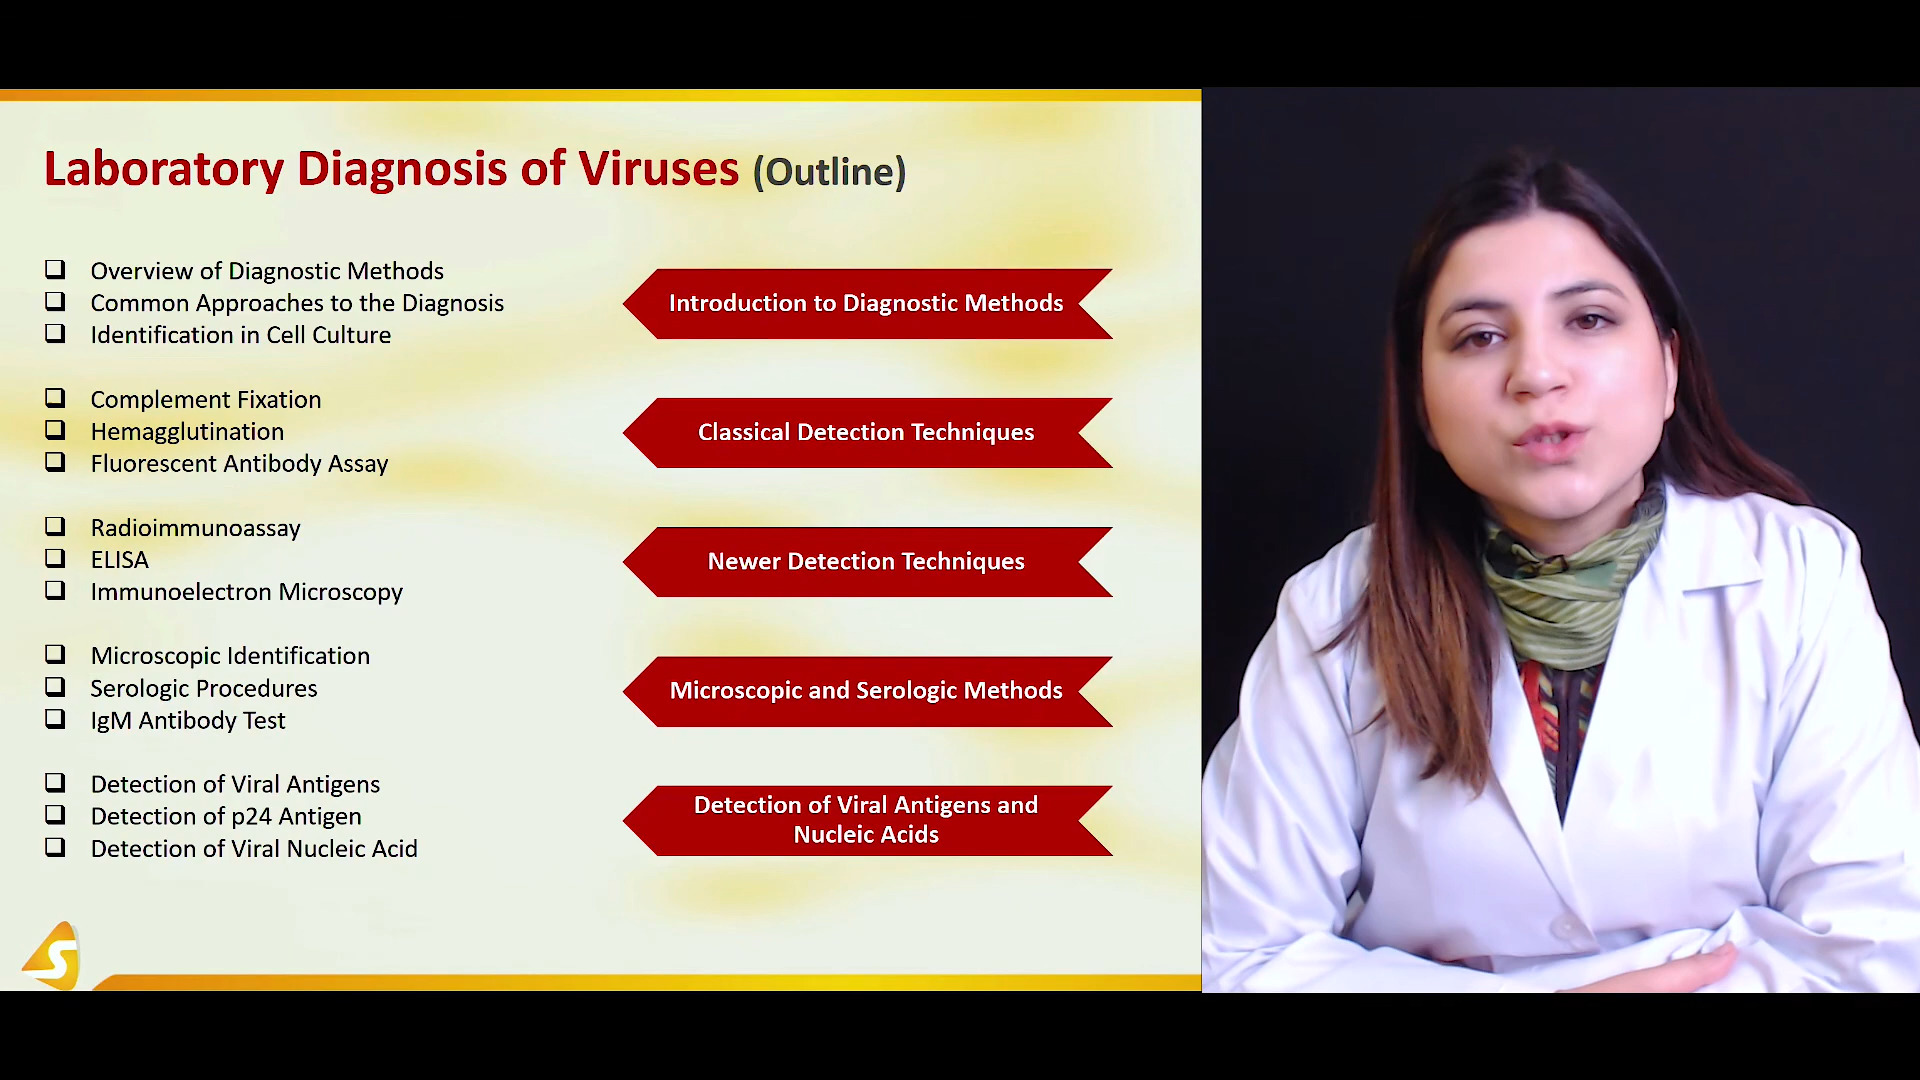 Laboratory Diagnosis of Viruses (Outline)
Overview of Diagnostic Methods
Common Approaches to the Diagnosis
Identification in Cell Culture
Introduction to Diagnostic Methods
Complement Fixation
Hemagglutination
Fluorescent Antibody Assay
Classical Detection Techniques
Radioimmunoassay
ELISA
Immunoelectron Microscopy
Newer Detection Techniques
Microscopic Identification
Serologic Procedures
IgM Antibody Test
Microscopic and Serologic Methods
Detection of Viral Antigens
Detection of p24 Antigen
Detection of Viral Nucleic Acid
Detection of Viral Antigens and
Nucleic Acids
S